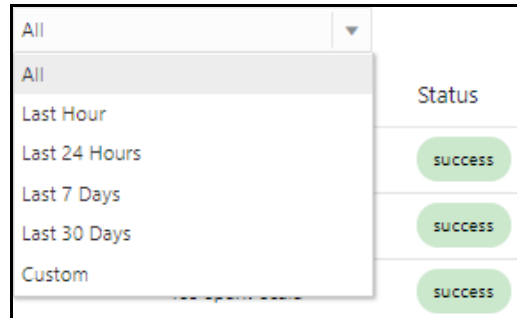 All
All
Last Hour
Status
Last 24 Hours
success
Last 7 Days
Last 30 Days
success
Custom
success